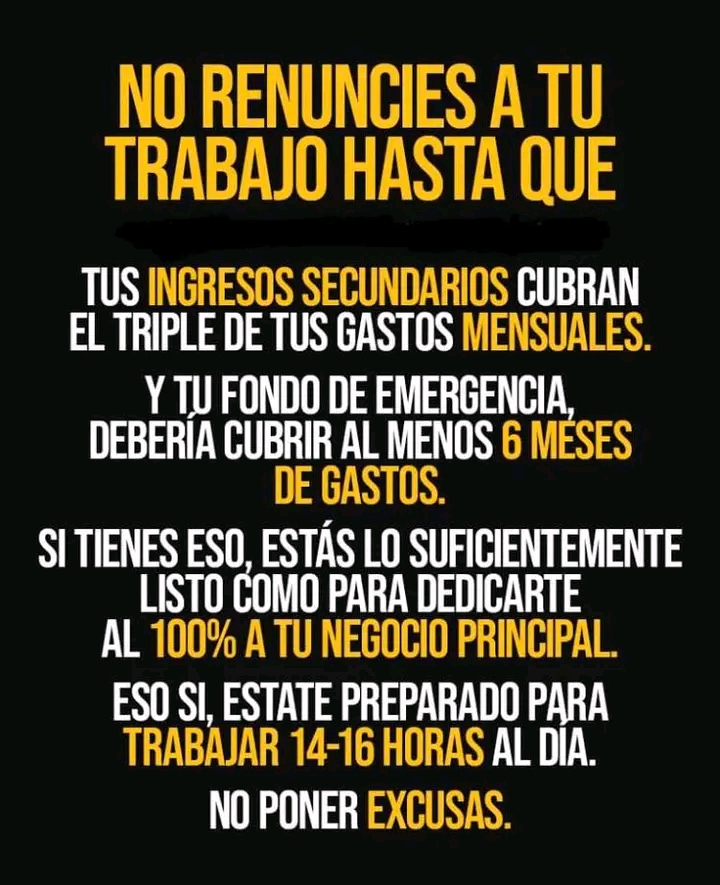 NO RENUNCIES A TU
TRABAJO HASTA QUE
TUS INGRESOS SECUNDARIOS CUBRAN
EL TRIPLE DE TUS GASTOS MENSUALES.
Y TU FONDO DE EMERGENCIA,
DEBERÍA CUBRIR AL MENOS 6 MESES
DE GASTOS.
SI TIENES ESO, ESTÁS LO SUFICIENTEMENTE
LISTO COMO PARA DEDICARTE
AL 100% A TU NEGOCIO PRINCIPAL.
ESO SI, ESTATE PREPARADO PARA
TRABAJAR 14-16 HORAS AL DÍA.
NO PONER EXCUSAS.